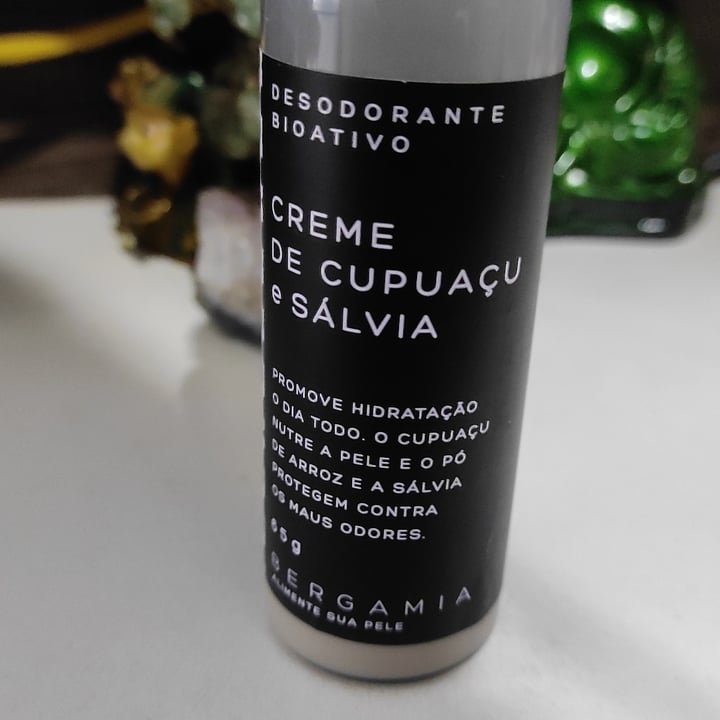 DESODORANTE
BIOATIVO
CREME
DE CUPUAÇU
e SÁLVIA
PROMOVE HIDRATAÇÃO
O DIA TODO. O CUPUAÇU
NUTRE A PELE E O PÓ
DE ARROZ E A SÁLVIA
PROTEGEM CONTRA
OS MAUS ODORES.
65g
BERGAMIA
ALIMENTE SUA PELE